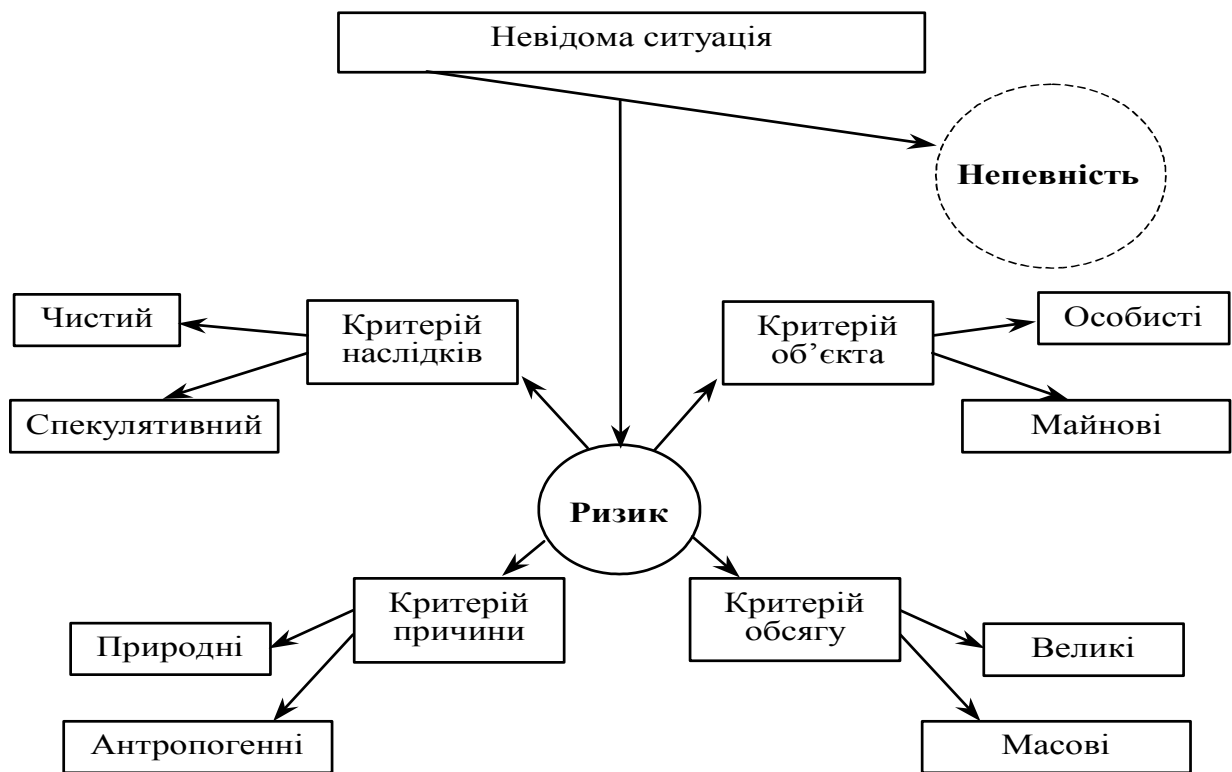 Невідома ситуація
Непевність
Чистий
Критерій
наслідків
Критерій
об’єкта
Особисті
Спекулятивний
Майнові
Ризик
Критерій
причини
Критерій
обсягу
Природні
Великі
Антропогенні
Масові